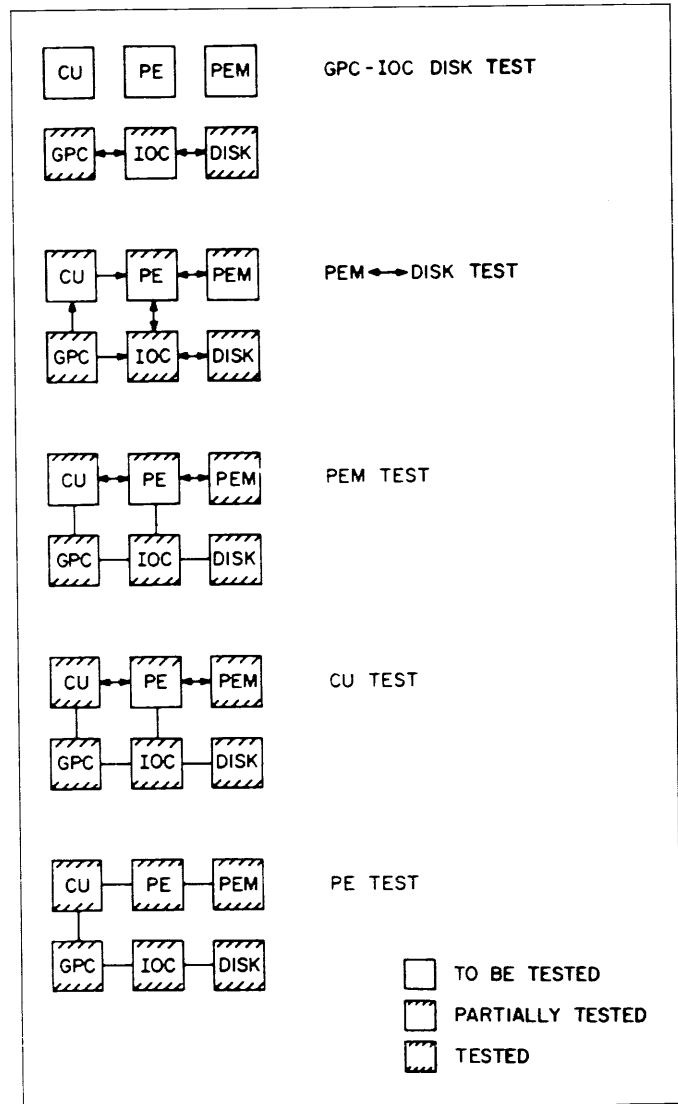 CU PE PEM GPC-IOC DISK TEST
GPC IOC DISK
CU PE PEM PEM↔DISK TEST
GPC IOC DISK
CU PE PEM PEM TEST
GPC IOC DISK
CU PE PEM CU TEST
GPC IOC DISK
CU PE PEM PE TEST
GPC IOC DISK
TO BE TESTED
PARTIALLY TESTED
TESTED